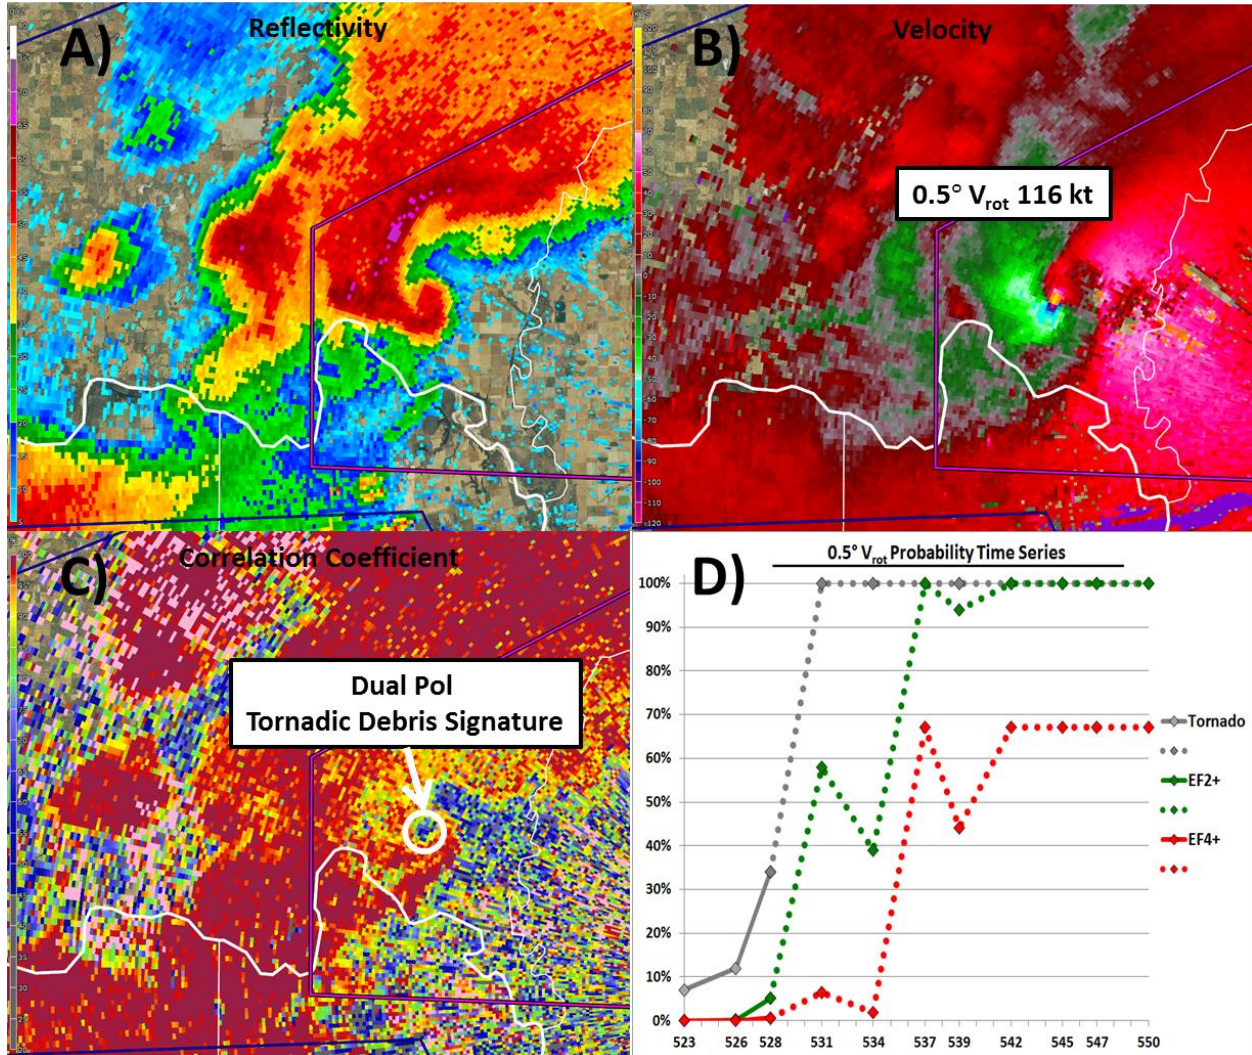 A)
Reflectivity
B)
Velocity
0.5° Vrot 116 kt
C)
Correlation Coefficient
Dual Pol
Tornadic Debris Signature
D)
0.5° Vrot Probability Time Series
100%
90%
80%
70%
60%
50%
40%
30%
20%
10%
0%
523 526 528 531 534 537 539 542 545 547 550
Tornado
EF2+
EF4+